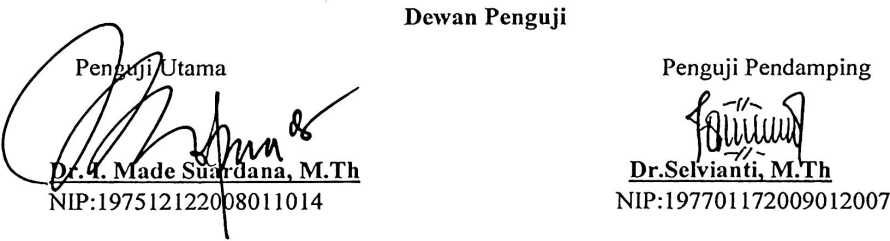 Dewan Penguji
Penguji Utama
Penguji Pendamping
Dr. I. Made Suardana, M.Th
Dr.Selvianti, M.Th
NIP:197512122008011014
NIP:197701172009012007